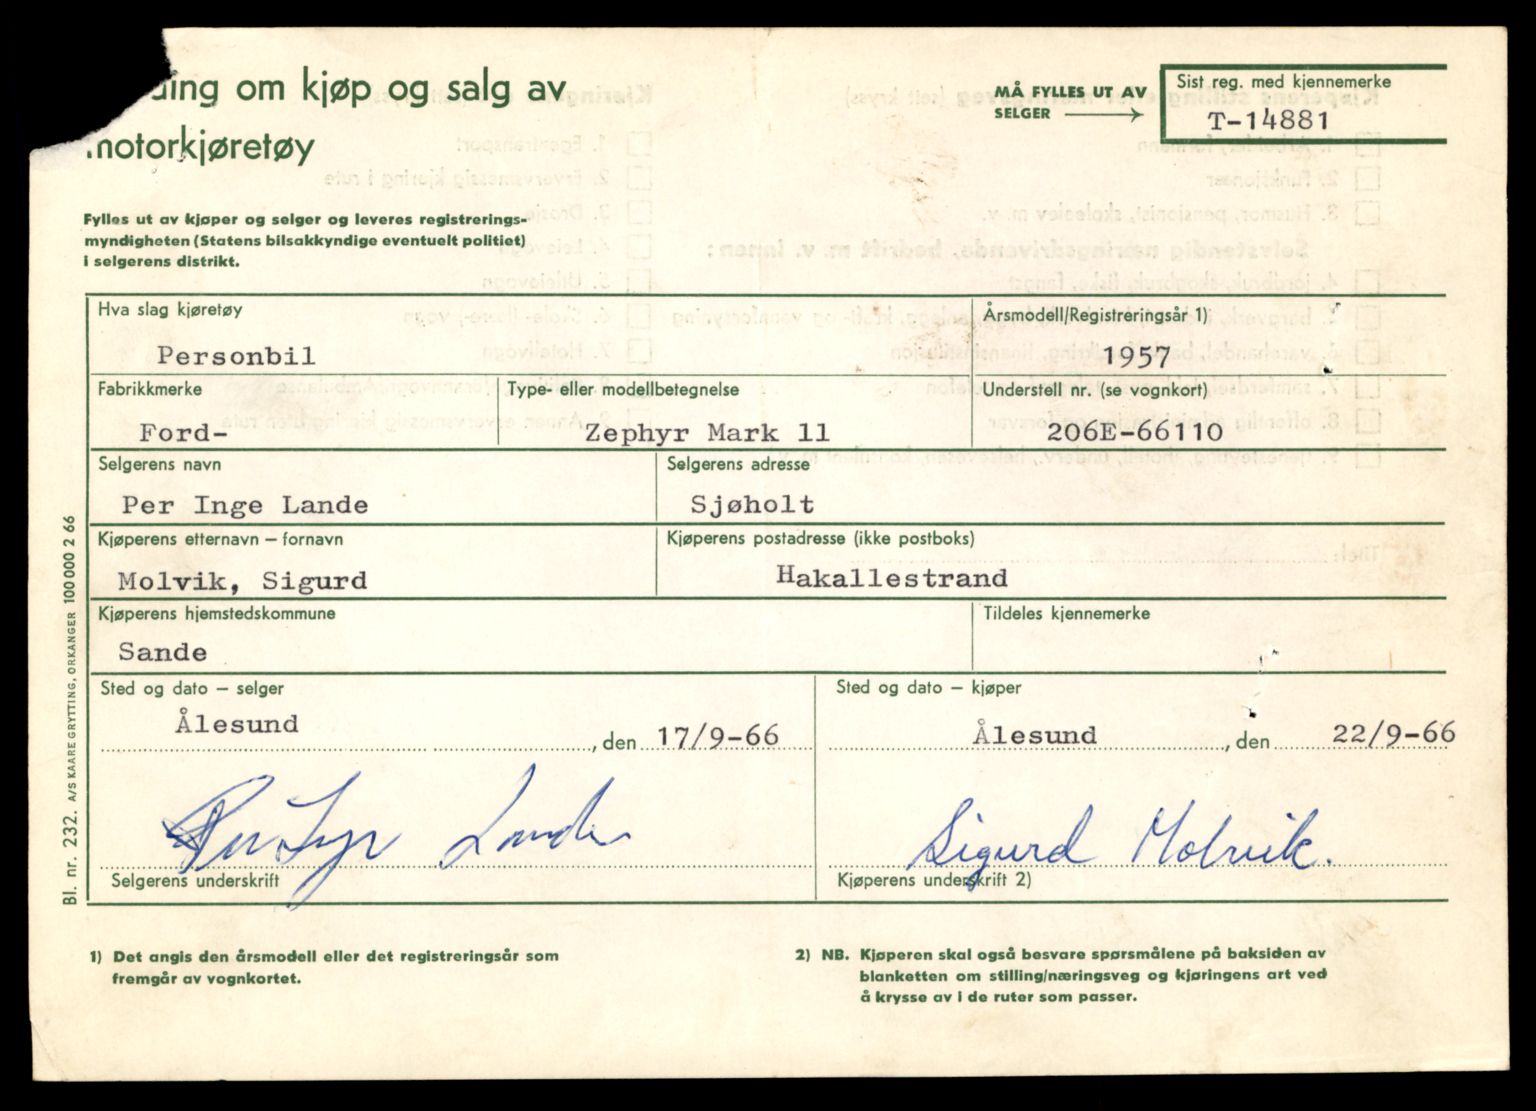 ding om kjøp og salg av
motorkjøretøy
MÅ FYLLES UT AV
SELGER
Sist reg. med kjennemerke
T-14881
Fylles ut av kjøper og selger og leveres registrerings-
myndigheten (Statens bilsakkyndige eventuelt politiet)
i selgerens distrikt.
Hva slag kjøretøy
Personbil
Årsmodell/Registreringsår 1)
1957
Fabrikkmerke
Ford-
Type- eller modellbetegnelse
Zephyr Mark 11
Understell nr. (se vognkort)
206E-66110
Selgerens navn
Per Inge Lande
Selgerens adresse
Sjøholt
Kjøperens etternavn – fornavn
Molvik, Sigurd
Kjøperens postadresse (ikke postboks)
Hakallestrand
Kjøperens hjemstedskommune
Sande
Tildeles kjennemerke
Sted og dato – selger
Ålesund, den 17/9-66
Sted og dato – kjøper
Ålesund, den 22/9-66
Per Inge Lande
Selgerens underskrift
Sigurd Molvik.
Kjøperens underskrift 2)
1) Det angis den årsmodell eller det registreringsår som
fremgår av vognkortet.
2) NB. Kjøperen skal også besvare spørsmålene på baksiden av
blanketten om stilling/næringsveg og kjøringens art ved
å krysse av i de ruter som passer.
Bl. nr. 232. A/S KAARE GRYTTING, ORKANGER 100 000 2 66